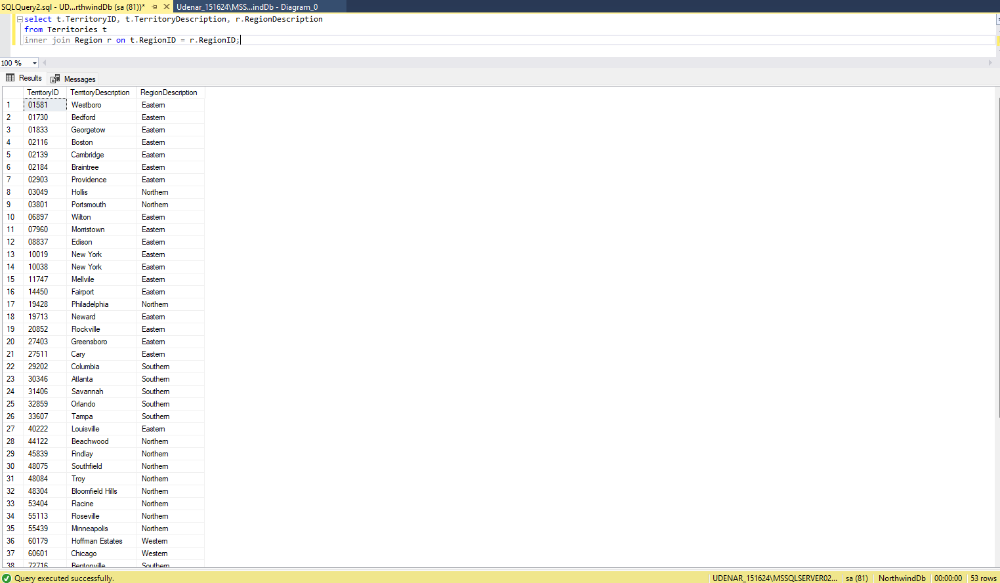 SQLQuery2.sql - UD...rthwindDb (sa (81))* Udenar_151624\MSS...indDb - Diagram_0
select t.TerritoryID, t.TerritoryDescription, r.RegionDescription
from Territories t
inner join Region r on t.RegionID = r.RegionID;
100 %
Results Messages
TerritoryID TerritoryDescription RegionDescription
1 01581 Westboro Eastern
2 01730 Bedford Eastern
3 01833 Georgetow Eastern
4 02116 Boston Eastern
5 02139 Cambridge Eastern
6 02184 Braintree Eastern
7 02903 Providence Eastern
8 03049 Hollis Northern
9 03801 Portsmouth Northern
10 06897 Wilton Eastern
11 07960 Morristown Eastern
12 08837 Edison Eastern
13 10019 New York Eastern
14 10038 New York Eastern
15 11747 Mellvile Eastern
16 14450 Fairport Eastern
17 19428 Philadelphia Northern
18 19713 Neward Eastern
19 20852 Rockville Eastern
20 27403 Greensboro Eastern
21 27511 Cary Eastern
22 29202 Columbia Southern
23 30346 Atlanta Southern
24 31406 Savannah Southern
25 32859 Orlando Southern
26 33607 Tampa Southern
27 40222 Louisville Eastern
28 44122 Beachwood Northern
29 45839 Findlay Northern
30 48075 Southfield Northern
31 48084 Troy Northern
32 48304 Bloomfield Hills Northern
33 53404 Racine Northern
34 55113 Roseville Northern
35 55439 Minneapolis Northern
36 60179 Hoffman Estates Western
37 60601 Chicago Western
38 72716 Bentonville Southern
Query executed successfully. UDENAR_151624\MSSQLSERVER02... sa (81) NorthwindDb 00:00:00 53 rows